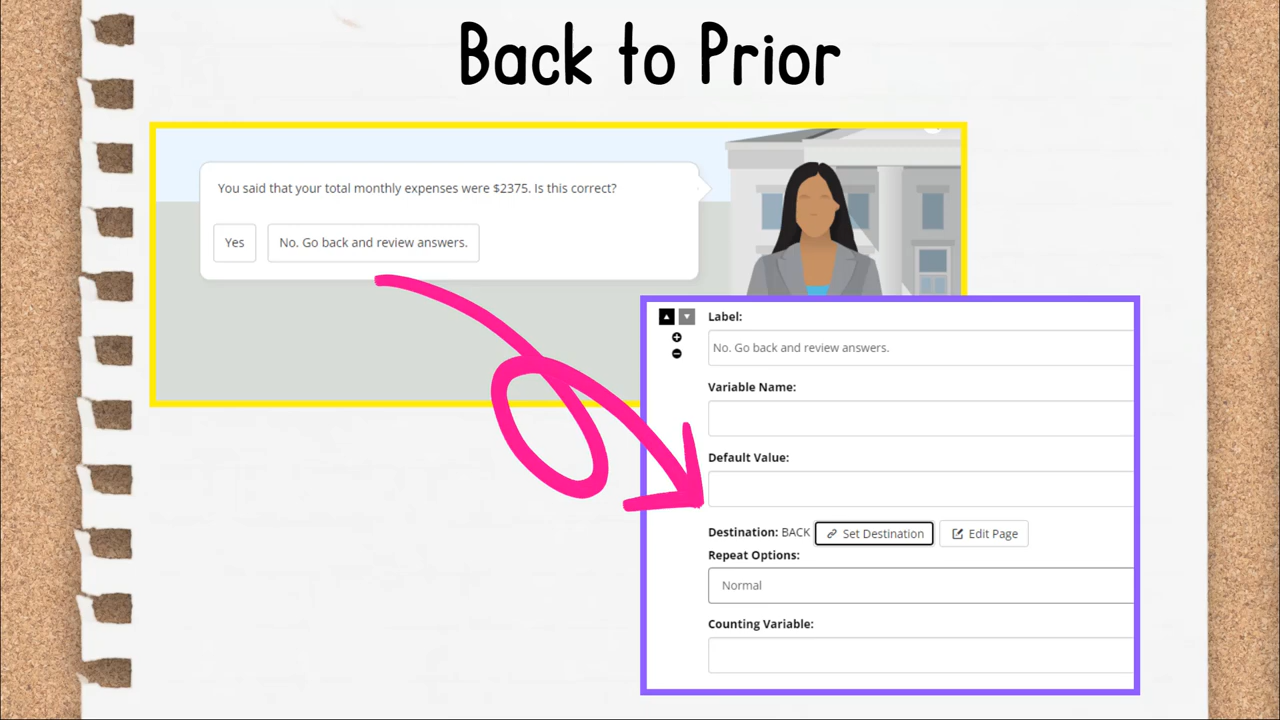 Back to Prior
You said that your total monthly expenses were $2375. Is this correct?
Yes
No. Go back and review answers.
Label:
No. Go back and review answers.
Variable Name:
Default Value:
Destination: BACK Set Destination Edit Page
Repeat Options:
Normal
Counting Variable: